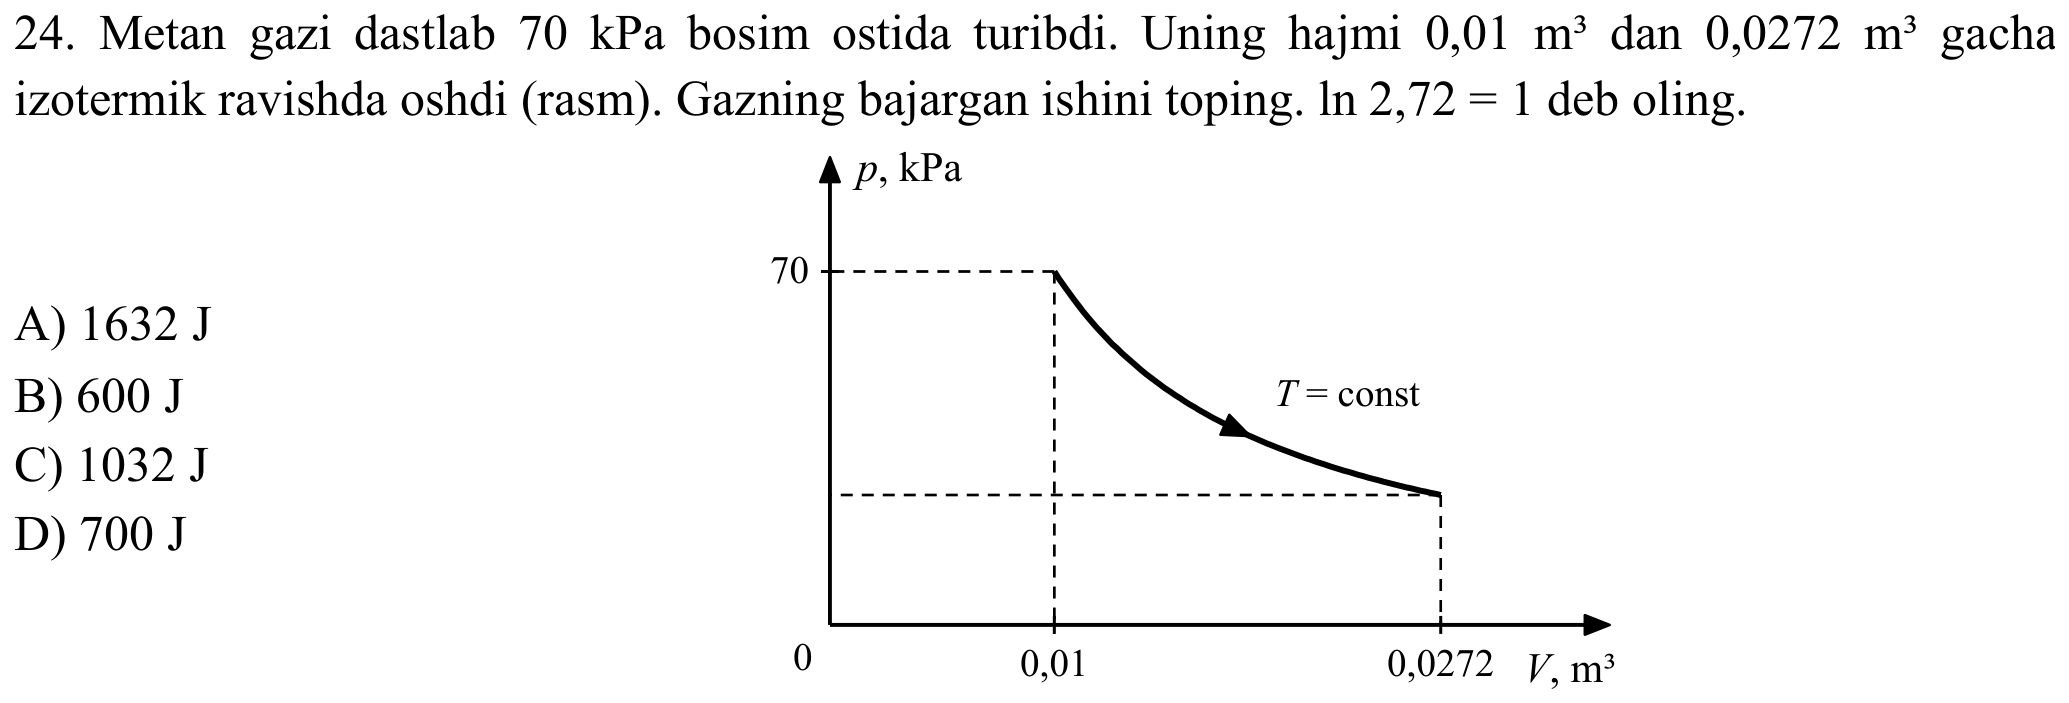 24. Metan gazi dastlab 70 kPa bosim ostida turibdi. Uning hajmi 0,01 m³ dan 0,0272 m³ gacha
izotermik ravishda oshdi (rasm). Gazning bajargan ishini toping. ln 2,72 = 1 deb oling.
p, kPa
70
A) 1632 J
B) 600 J
T = const
C) 1032 J
D) 700 J
0
0,01
0,0272
V, m³